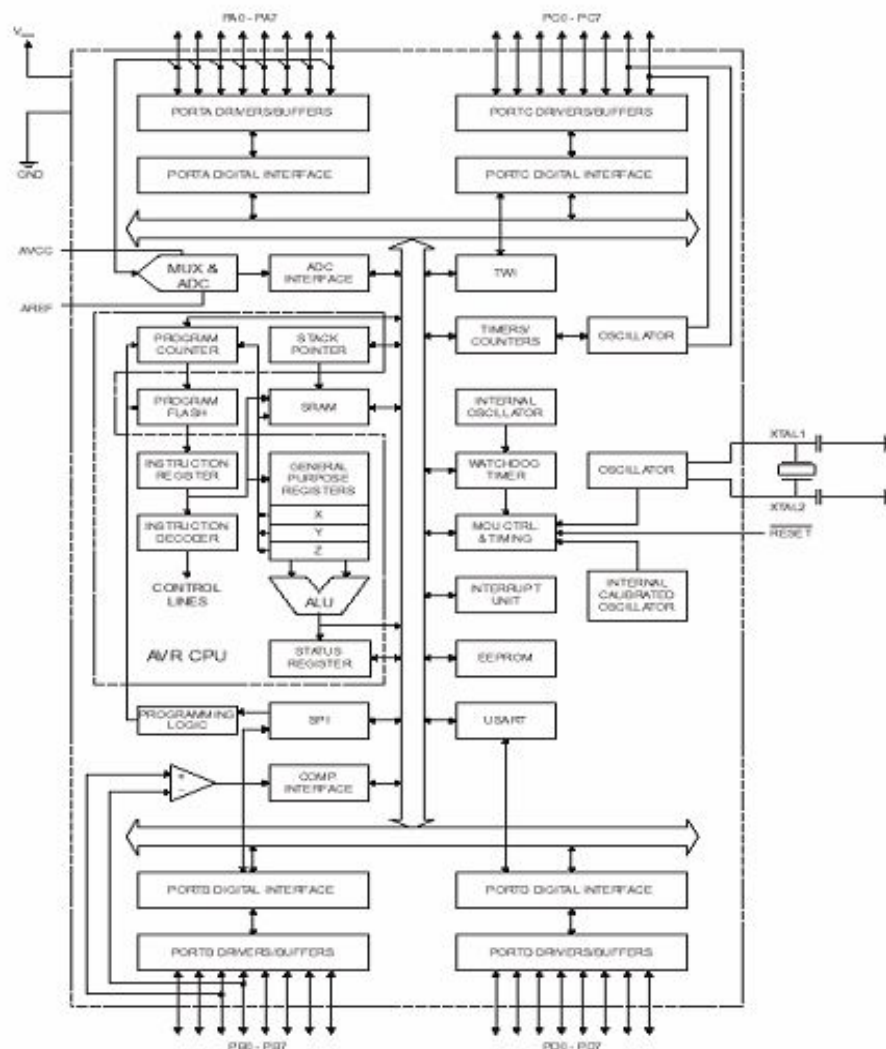 PA0 - PA7
PC0 - PC7
V
PORTA DRIVERS/BUFFERS
PORTC DRIVERS/BUFFERS
GND
PORTA DIGITAL INTERFACE
PORTC DIGITAL INTERFACE
AVCC
MUX &
ADC
ADC
INTERFACE
TWI
AREF
PROGRAM
COUNTER
STACK
POINTER
TIMERS/
COUNTERS
OSCILLATOR
PROGRAM
FLASH
SRAM
INTERNAL
OSCILLATOR
XTAL1
INSTRUCTION
REGISTER
GENERAL
PURPOSE
REGISTERS
WATCHDOG
TIMER
OSCILLATOR
X
XTAL2
INSTRUCTION
DECODER
Y
MCU CTRL.
& TIMING
RESET
Z
CONTROL
LINES
ALU
INTERRUPT
UNIT
INTERNAL
CALIBRATED
OSCILLATOR
AVR CPU
STATUS
REGISTER
EEPROM
PROGRAMMING
LOGIC
SPI
USART
+
-
COMP.
INTERFACE
PORTB DIGITAL INTERFACE
PORTD DIGITAL INTERFACE
PORTB DRIVERS/BUFFERS
PORTD DRIVERS/BUFFERS
PB0 - PB7
PD0 - PD7